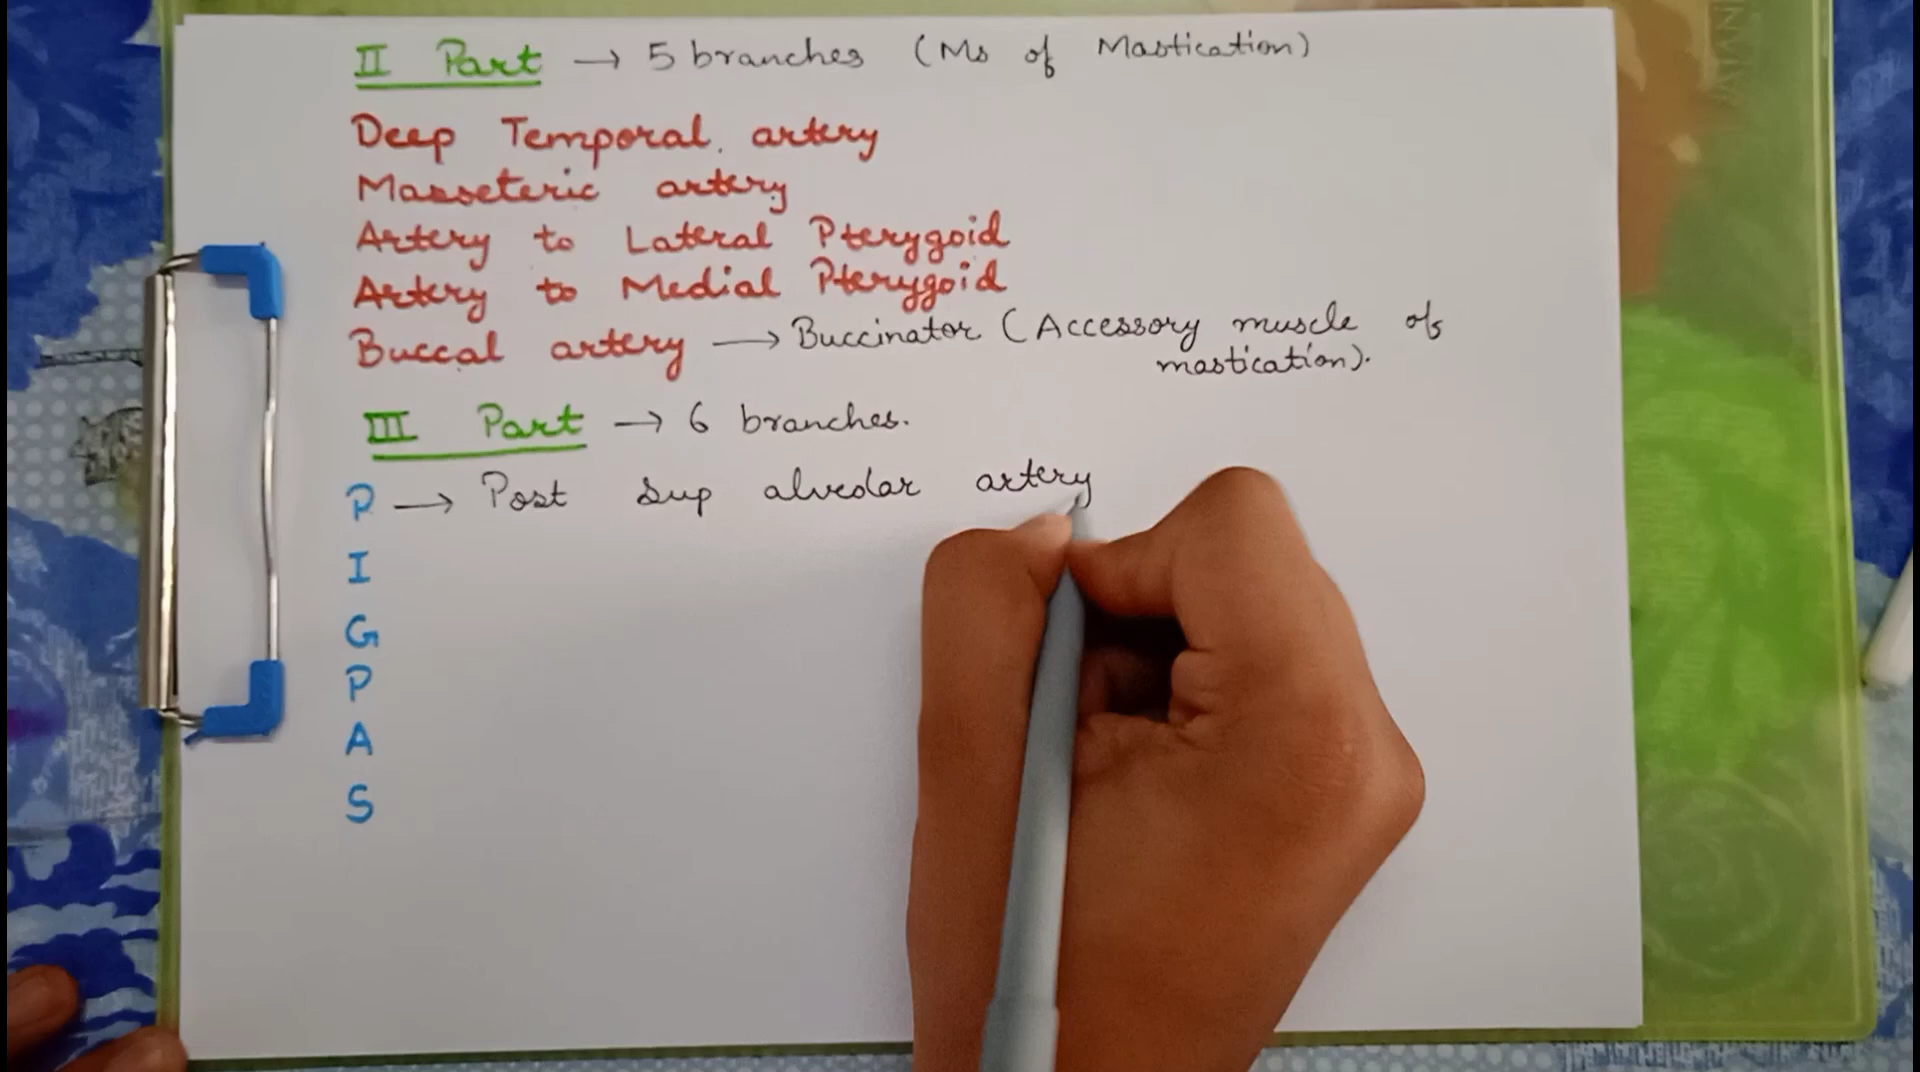 II Part → 5 branches (Ms of Mastication)
Deep Temporal artery
Masseteric artery
Artery to Lateral Pterygoid
Artery to Medial Pterygoid
Buccal artery → Buccinator (Accessory muscle of
mastication).
III Part → 6 branches.
P → Post Sup alveolar artery
I
G
P
A
S